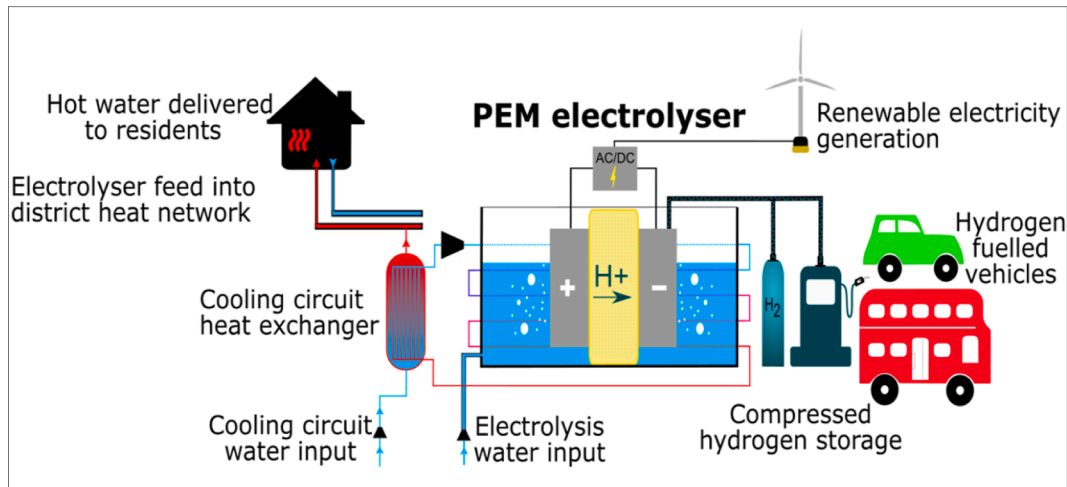 PEM electrolyser
Hot water delivered
to residents
Renewable electricity
generation
AC/DC
Electrolyser feed into
district heat network
Hydrogen
fuelled
vehicles
Cooling circuit
heat exchanger
+
H+
−
H2
Cooling circuit
water input
Electrolysis
water input
Compressed
hydrogen storage